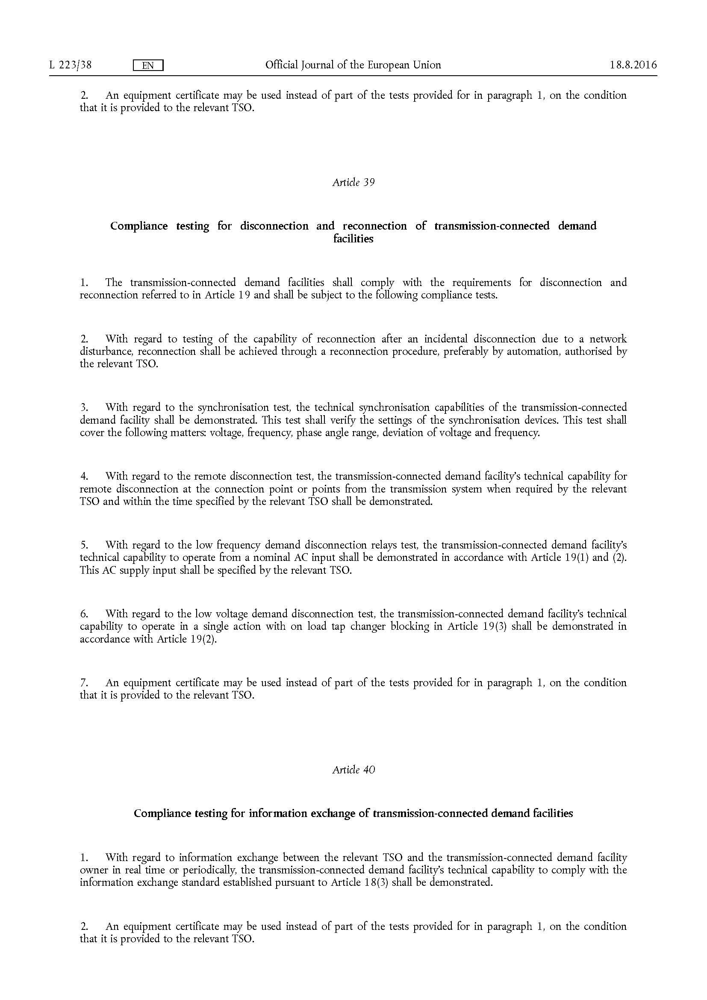 L 223/38 EN Official Journal of the European Union 18.8.2016
2. An equipment certificate may be used instead of part of the tests provided for in paragraph 1, on the condition
that it is provided to the relevant TSO.
Article 39
Compliance testing for disconnection and reconnection of transmission-connected demand
facilities
1. The transmission-connected demand facilities shall comply with the requirements for disconnection and
reconnection referred to in Article 19 and shall be subject to the following compliance tests.
2. With regard to testing of the capability of reconnection after an incidental disconnection due to a network
disturbance, reconnection shall be achieved through a reconnection procedure, preferably by automation, authorised by
the relevant TSO.
3. With regard to the synchronisation test, the technical synchronisation capabilities of the transmission-connected
demand facility shall be demonstrated. This test shall verify the settings of the synchronisation devices. This test shall
cover the following matters: voltage, frequency, phase angle range, deviation of voltage and frequency.
4. With regard to the remote disconnection test, the transmission-connected demand facility's technical capability for
remote disconnection at the connection point or points from the transmission system when required by the relevant
TSO and within the time specified by the relevant TSO shall be demonstrated.
5. With regard to the low frequency demand disconnection relays test, the transmission-connected demand facility's
technical capability to operate from a nominal AC input shall be demonstrated in accordance with Article 19(1) and (2).
This AC supply input shall be specified by the relevant TSO.
6. With regard to the low voltage demand disconnection test, the transmission-connected demand facility's technical
capability to operate in a single action with on load tap changer blocking in Article 19(3) shall be demonstrated in
accordance with Article 19(2).
7. An equipment certificate may be used instead of part of the tests provided for in paragraph 1, on the condition
that it is provided to the relevant TSO.
Article 40
Compliance testing for information exchange of transmission-connected demand facilities
1. With regard to information exchange between the relevant TSO and the transmission-connected demand facility
owner in real time or periodically, the transmission-connected demand facility's technical capability to comply with the
information exchange standard established pursuant to Article 18(3) shall be demonstrated.
2. An equipment certificate may be used instead of part of the tests provided for in paragraph 1, on the condition
that it is provided to the relevant TSO.